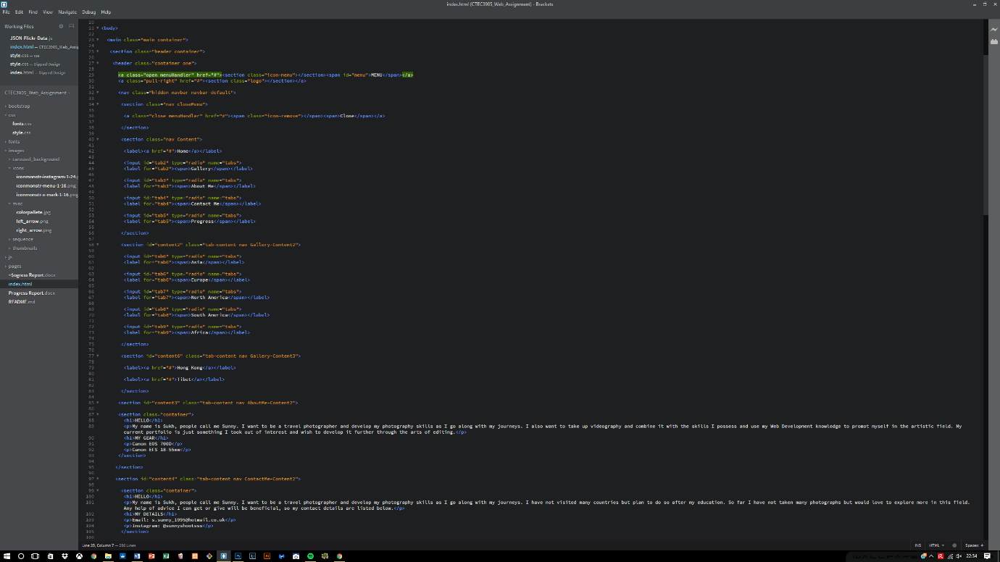 index.html (CTEC3905_Web_Assignment) - Brackets
File Edit Find View Navigate Debug Help
Working Files
JSON-Flickr-Data.js
index.html — CTEC3905_Web_Assig
style.css — css
style.css — Dipped Design
index.html — Dipped Design
CTEC3905_Web_Assignment
bootstrap
css
fonts.css
style.css
fonts
images
carousel_background
icons
iconmonstr-instagram-1-24.p
iconmonstr-menu-1-16.png
iconmonstr-x-mark-1-16.png
misc
colorpallete.jpg
left_arrow.png
right_arrow.png
sequence
thumbnails
js
pages
~$ogress Report.docx
index.html
Progress Report.docx
README.md
20
21 <body>
22
23 <main class="main container">
24
25 <section class="header container">
26
27 <header class="container one">
28
29 <a class="open menuHandler" href="#"><section class="icon-menu"></section><span id="menu">MENU</span></a>
30 <a class="pull-right" href="#"><section class="logo"></section></a>
31
32 <nav class="hidden navbar navbar-default">
33
34 <section class="nav closeMenu">
35
36 <a class="close menuHandler" href="#"><span class="icon-remove"></span><span>Close</span></a>
37
38 </section>
39
40 <section class="nav Content">
41
42 <label><a href="#">Home</a></label>
43
44 <input id="tab2" type="radio" name="tabs">
45 <label for="tab2"><span>Gallery</span></label>
46
47 <input id="tab3" type="radio" name="tabs">
48 <label for="tab3"><span>About Me</span></label>
49
50 <input id="tab4" type="radio" name="tabs">
51 <label for="tab4"><span>Contact Me</span></label>
52
53 <input id="tab5" type="radio" name="tabs">
54 <label for="tab5"><span>Progress</span></label>
55
56 </section>
57
58 <section id="content2" class="tab-content nav Gallery-Content2">
59
60 <input id="tab6" type="radio" name="tabs">
61 <label for="tab6"><span>Asia</span></label>
62
63 <input id="tab6" type="radio" name="tabs">
64 <label for="tab6"><span>Europe</span></label>
65
66 <input id="tab7" type="radio" name="tabs">
67 <label for="tab7"><span>North America</span></label>
68
69 <input id="tab8" type="radio" name="tabs">
70 <label for="tab8"><span>South America</span></label>
71
72 <input id="tab9" type="radio" name="tabs">
73 <label for="tab9"><span>Africa</span></label>
74
75 </section>
76
77 <section id="content6" class="tab-content nav Gallery-Content3">
78
79 <label><a href="#">Hong Kong</a></label>
80
81 <label><a href="#">Tibet</a></label>
82
83 </section>
84
85 <section id="content3" class="tab-content nav AboutMe-Content2">
86
87 <section class="container">
88 <h1>HELLO</h1>
89 <p>My name is Sukh, people call me Sunny. I want to be a travel photographer and develop my photography skills as I go along with my journeys. I also want to take up videography and combine it with the skills I possess and use my Web Development knowledge to promot myself in the artistic field. My
current portfolio is just something I took out of interest and wish to develop it further through the arts of editing.</p>
90 <h1>MY GEAR</h1>
91 <p>Canon EOS 700D</p>
92 <p>Canon EFS 18-55mm</p>
93 </section>
94
95 </section>
96
97 <section id="content4" class="tab-content nav ContactMe-Content2">
98
99 <section class="container">
100 <h1>HELLO</h1>
101 <p>My name is Sukh, people call me Sunny. I want to be a travel photographer and develop my photography skills as I go along with my journeys. I have not visited many countries but plan to do so after my education. So far I have not taken many photographs but would love to explore more in this field.
Any help of advice I can get or give will be beneficial, so my contact details are listed below.</p>
102 <h1>MY DETAILS</h1>
103 <p>Email: s.sunny_1995@hotmail.co.uk</p>
104 <p>Instagram: @sunnyshootsss</p>
105 </section>
106
Line 29, Column 7 — 286 Lines
INS HTML Spaces: 4
22:34